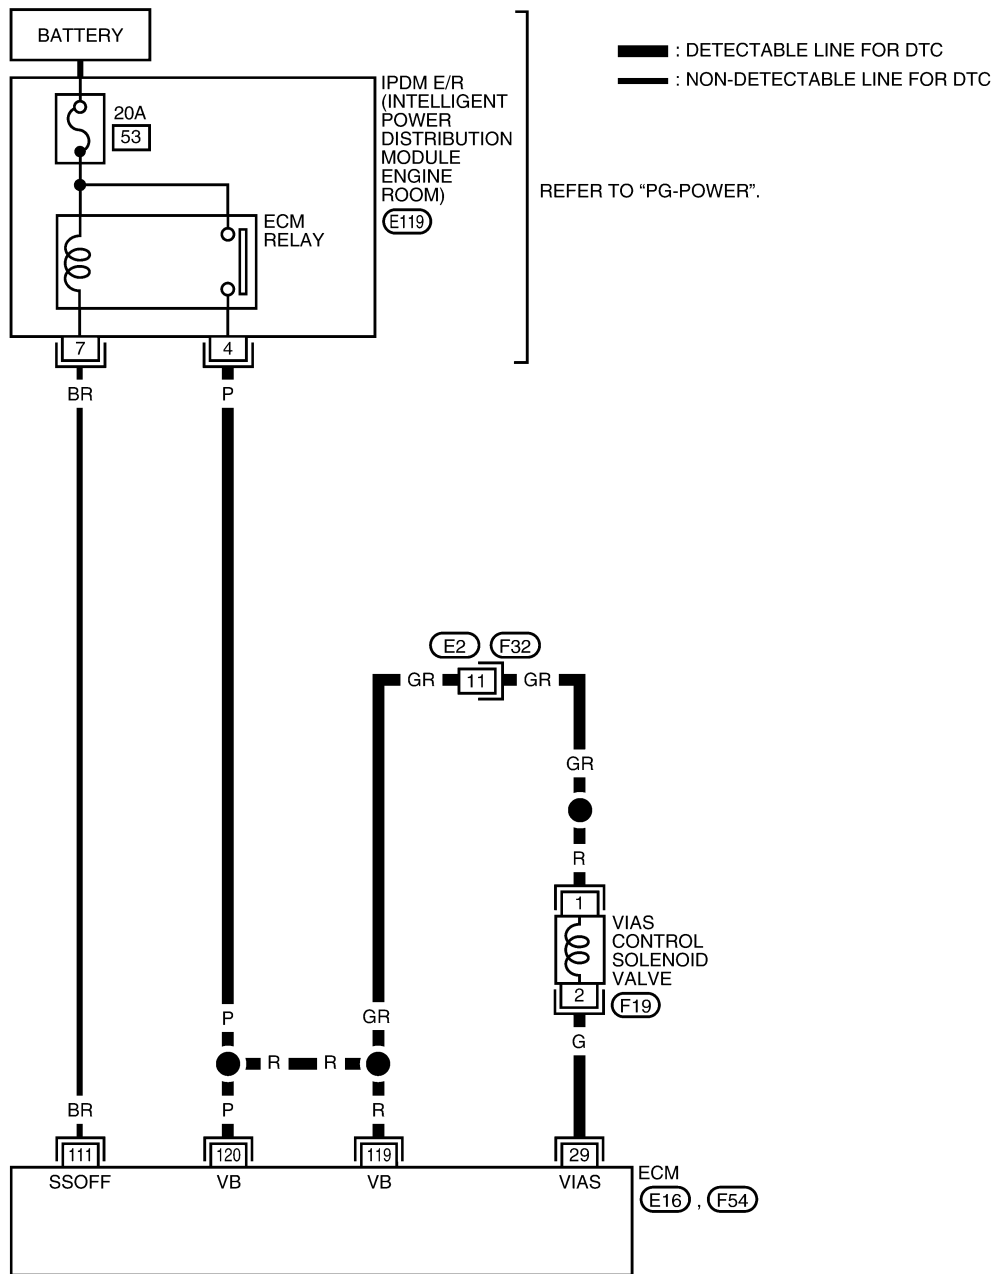 BATTERY
: DETECTABLE LINE FOR DTC
: NON-DETECTABLE LINE FOR DTC
IPDM E/R
(INTELLIGENT
POWER
DISTRIBUTION
MODULE
ENGINE
ROOM)
E119
20A
53
REFER TO “PG-POWER”.
ECM
RELAY
7
4
BR
P
E2
F32
GR
11
GR
GR
R
1
VIAS
CONTROL
SOLENOID
VALVE
2
F19
P
GR
G
R
R
BR
P
R
111
120
119
29
SSOFF
VB
VB
VIAS
ECM
E16 , F54